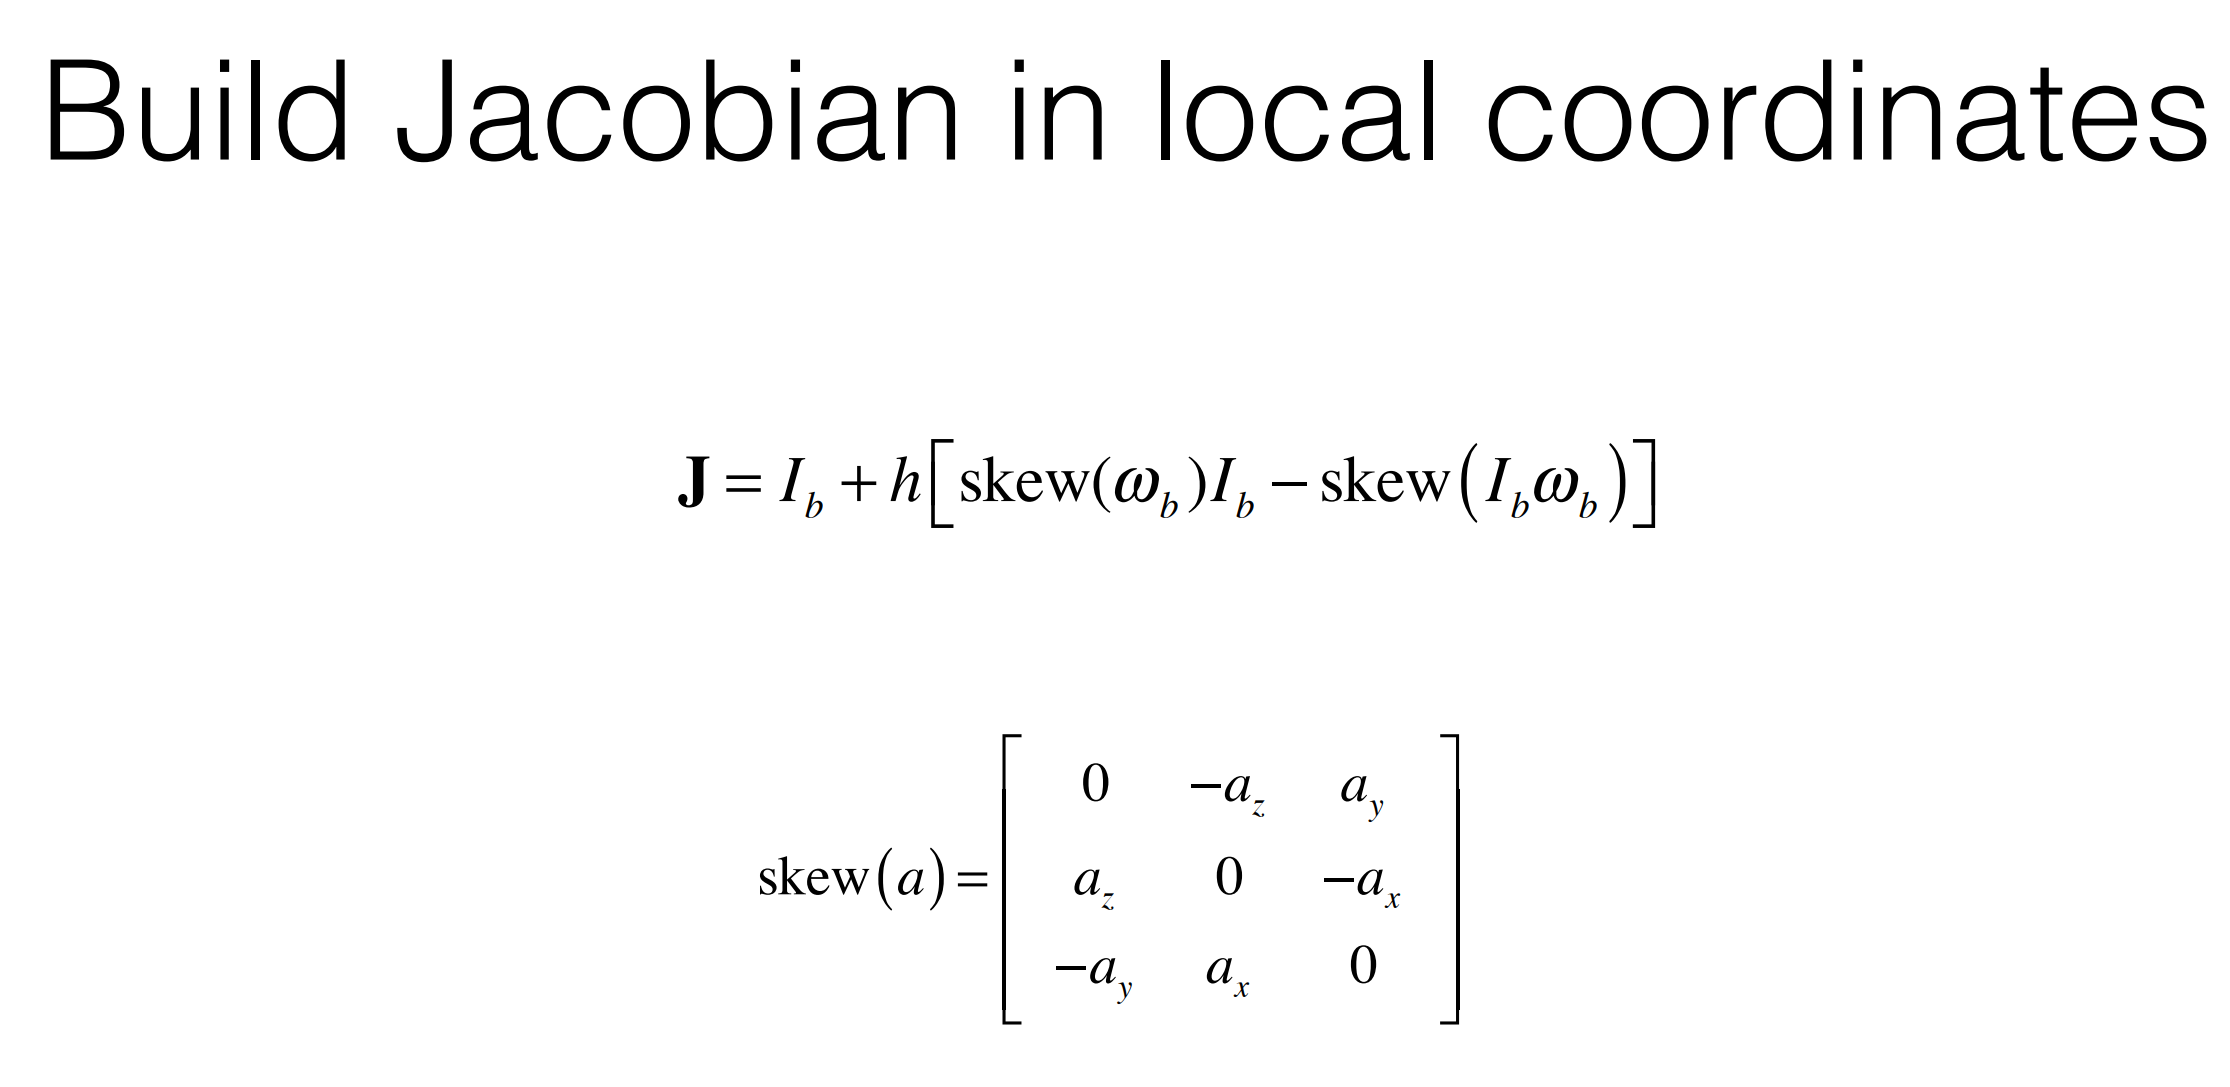 Build Jacobian in local coordinates
J = I_b + h[skew(ω_b)I_b − skew(I_bω_b)]
skew(a) = [0 −a_z a_y
a_z 0 −a_x
−a_y a_x 0]